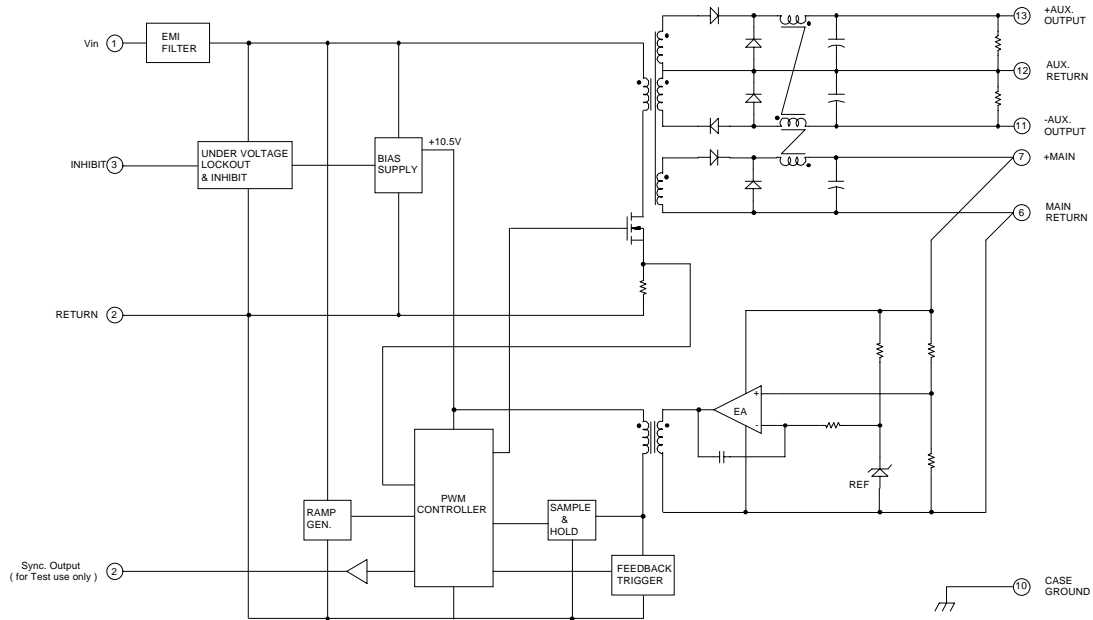 Vin
1
EMI
FILTER
13
+AUX.
OUTPUT
12
AUX.
RETURN
11
-AUX.
OUTPUT
+10.5V
INHIBIT
3
UNDER VOLTAGE
LOCKOUT
& INHIBIT
BIAS
SUPPLY
7
+MAIN
6
MAIN
RETURN
RETURN
2
EA
+
-
REF
PWM
CONTROLLER
RAMP
GEN.
SAMPLE
&
HOLD
FEEDBACK
TRIGGER
Sync. Output
( for Test use only )
2
10
CASE
GROUND